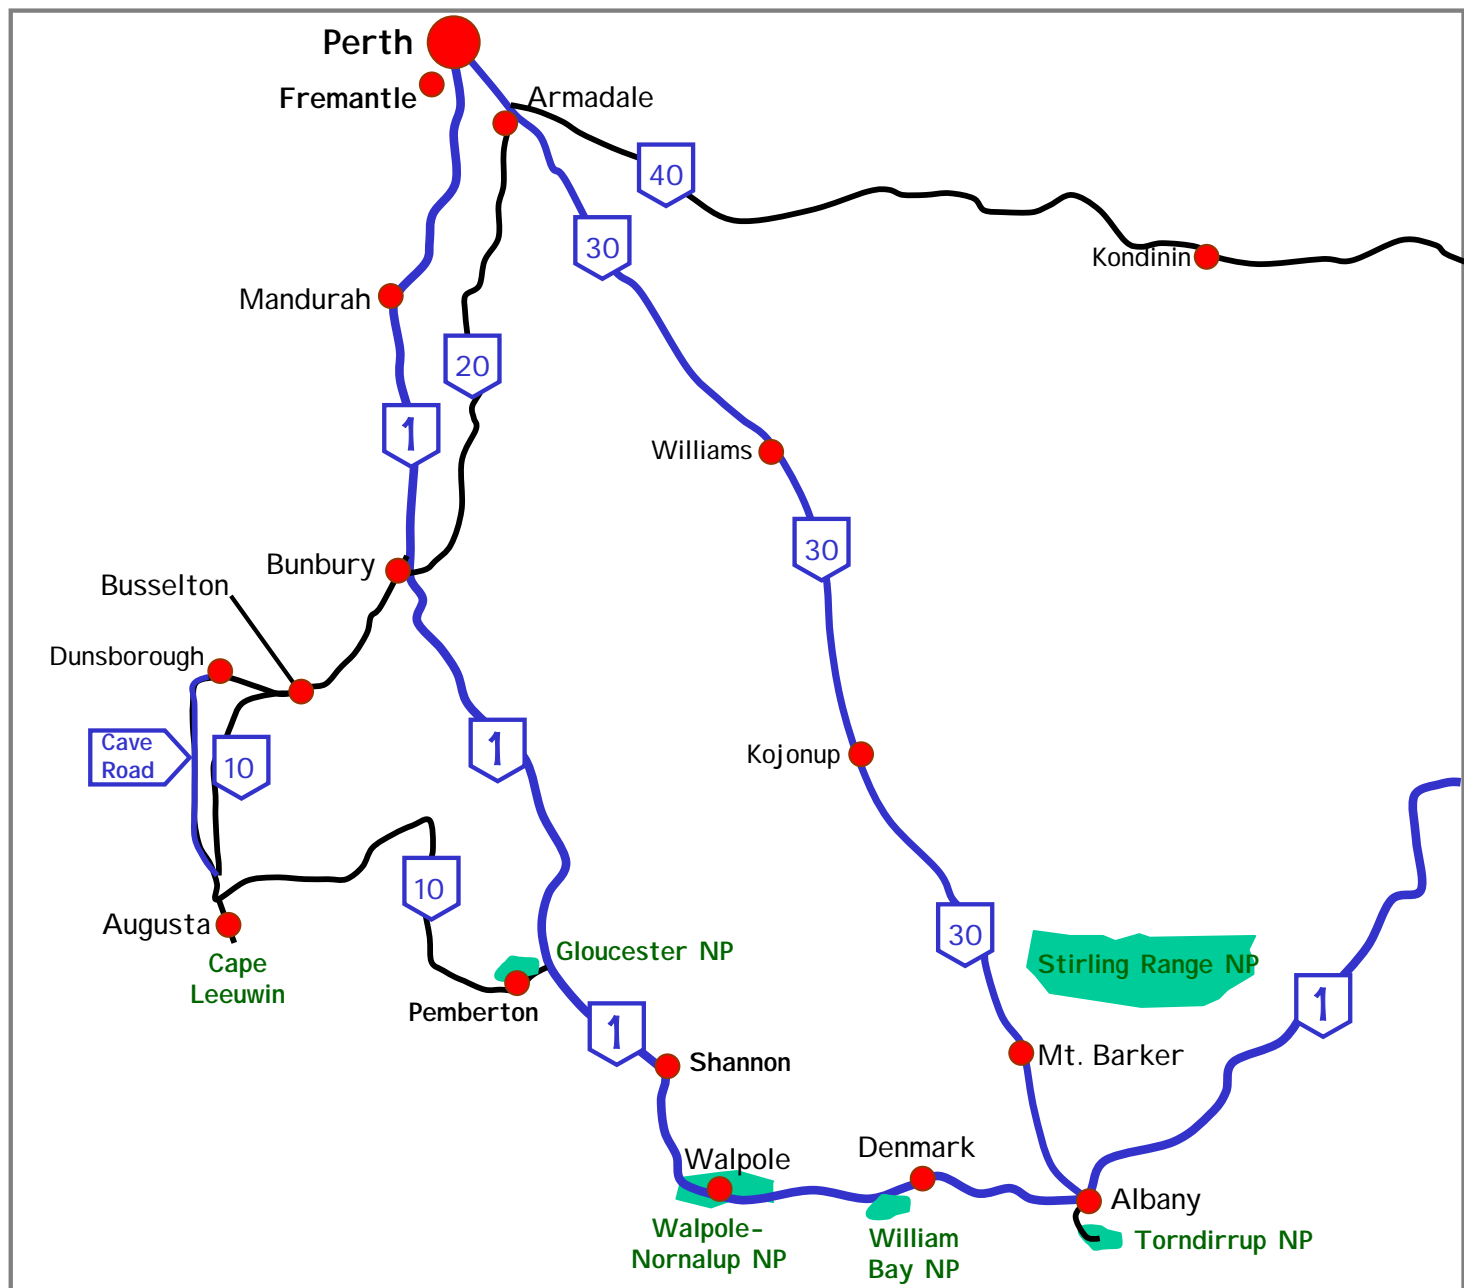 Perth
Fremantle
Armadale
40
30
Kondinin
Mandurah
20
1
Williams
30
Bunbury
Busselton
Dunsborough
Cave
Road
10
1
Kojonup
10
Augusta
Cape
Leeuwin
Gloucester NP
Pemberton
30
Stirling Range NP
1
1
Shannon
Mt. Barker
Walpole
Denmark
Albany
Walpole-
Nornalup NP
William
Bay NP
Torndirrup NP